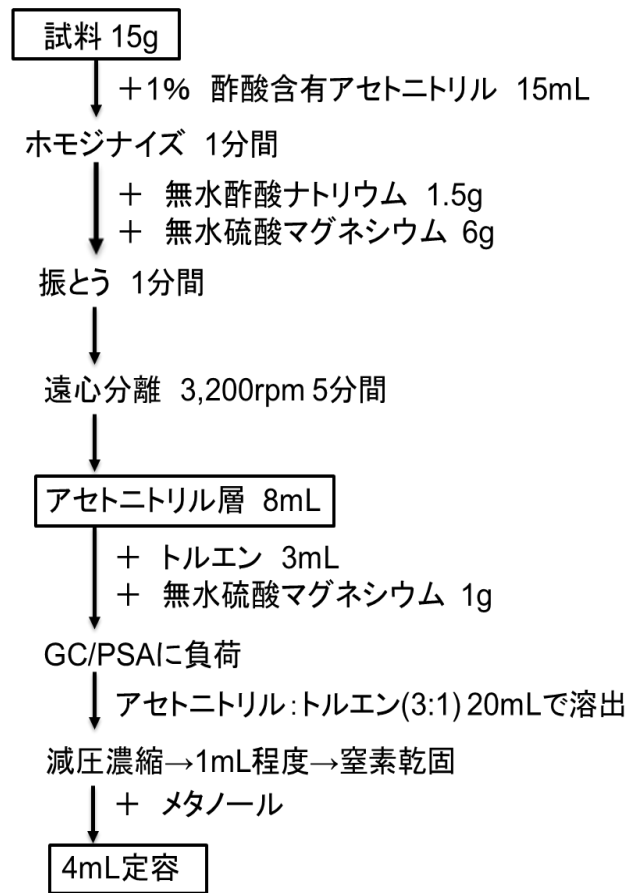 試料 15g
＋1% 酢酸含有アセトニトリル 15mL
ホモジナイズ 1分間
＋ 無水酢酸ナトリウム 1.5g
＋ 無水硫酸マグネシウム 6g
振とう 1分間
遠心分離 3,200rpm 5分間
アセトニトリル層 8mL
＋ トルエン 3mL
＋ 無水硫酸マグネシウム 1g
GC/PSAに負荷
アセトニトリル：トルエン(3:1) 20mLで溶出
減圧濃縮→1mL程度→窒素乾固
＋ メタノール
4mL定容